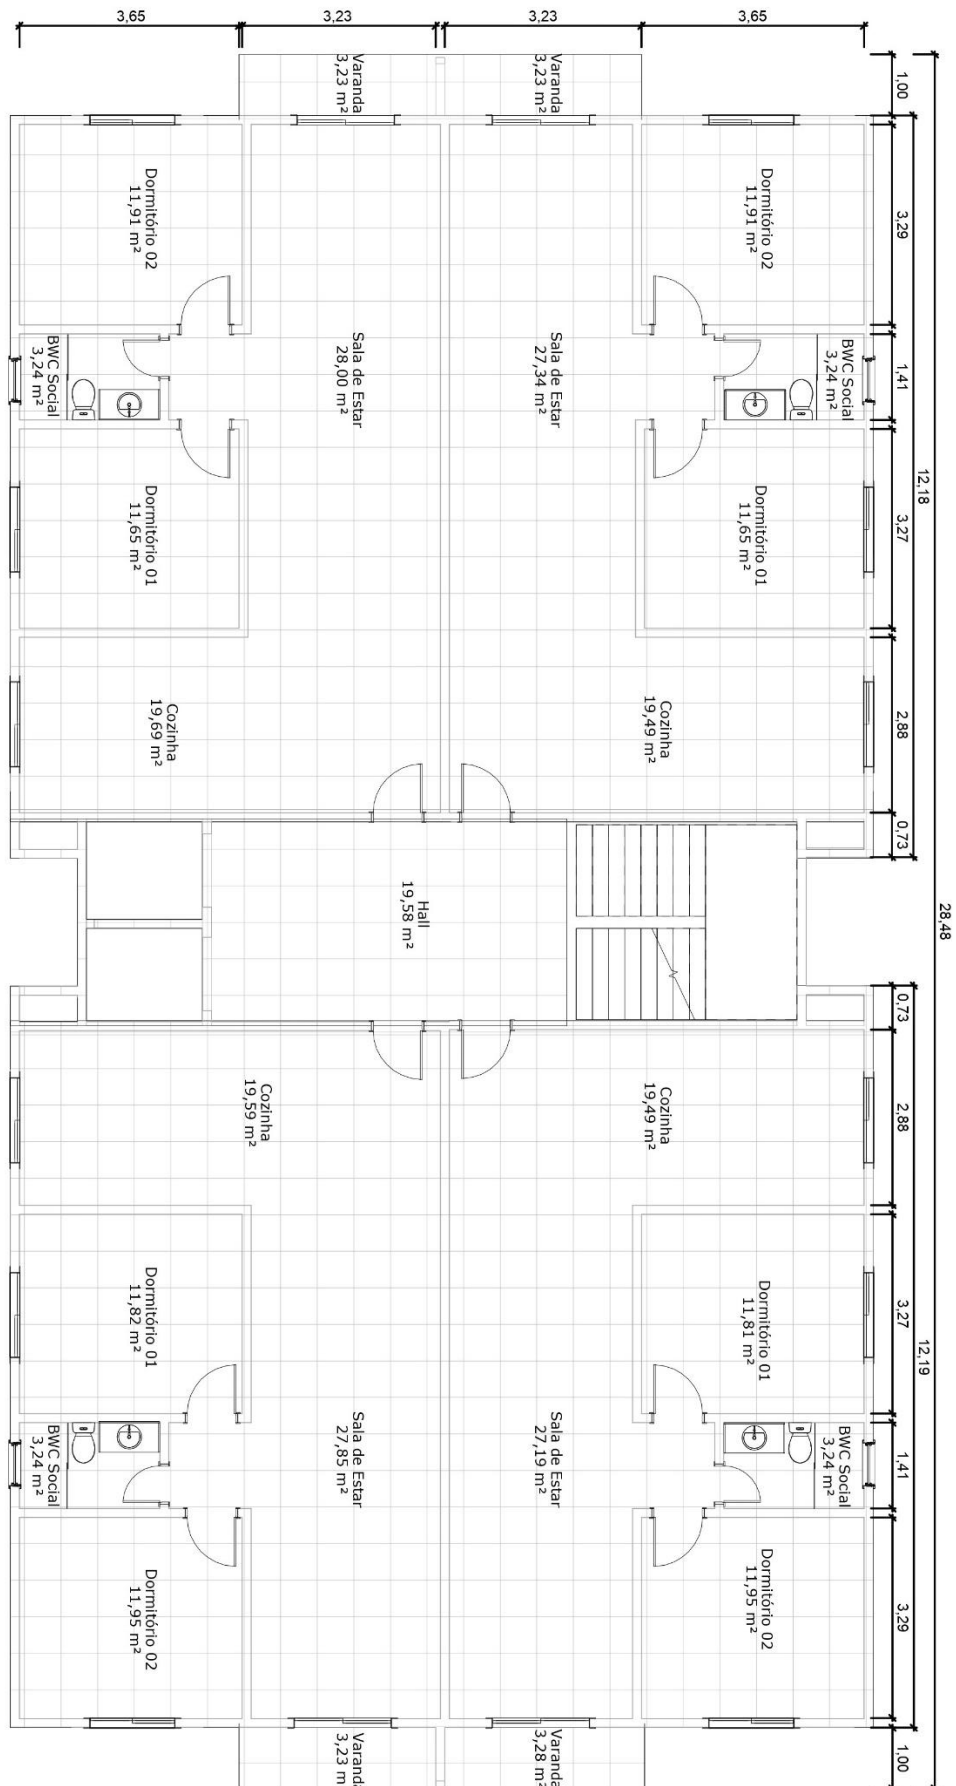 3,65
3,23
3,23
3,65
Varanda
3,23 m²
Varanda
3,23 m²
1,00
Dormitório 02
11,91 m²
Dormitório 02
11,91 m²
3,29
BWC Social
3,24 m²
Sala de Estar
28,00 m²
Sala de Estar
27,34 m²
BWC Social
3,24 m²
1,41
12,18
Dormitório 01
11,65 m²
Dormitório 01
11,65 m²
3,27
Cozinha
19,69 m²
Cozinha
19,49 m²
2,88
0,73
Hall
19,58 m²
28,48
0,73
Cozinha
19,59 m²
Cozinha
19,49 m²
2,88
Dormitório 01
11,82 m²
Dormitório 01
11,81 m²
3,27
12,19
BWC Social
3,24 m²
Sala de Estar
27,85 m²
Sala de Estar
27,19 m²
BWC Social
3,24 m²
1,41
Dormitório 02
11,95 m²
Dormitório 02
11,95 m²
3,29
Varanda
3,23 m
Varanda
3,28 m²
1,00